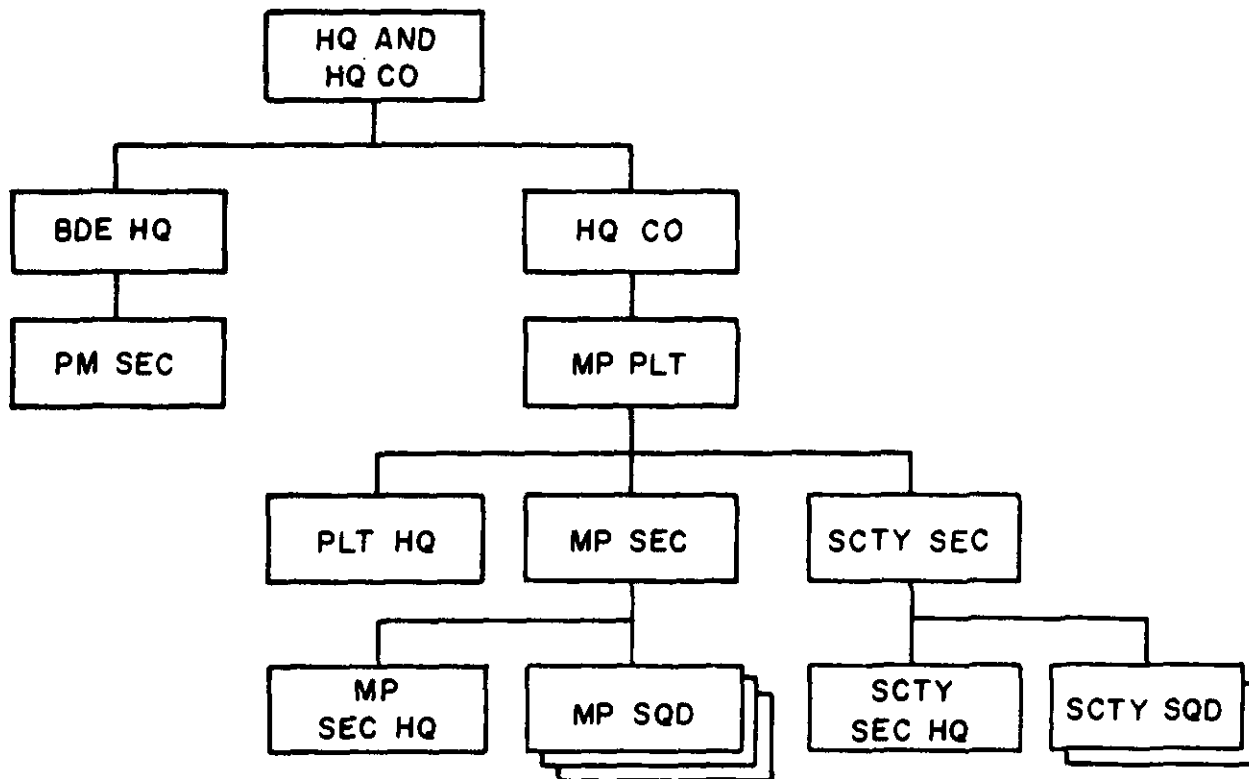 HQ AND
HQ CO
BDE HQ
HQ CO
PM SEC
MP PLT
PLT HQ
MP SEC
SCTY SEC
MP
SEC HQ
MP SQD
SCTY
SEC HQ
SCTY SQD